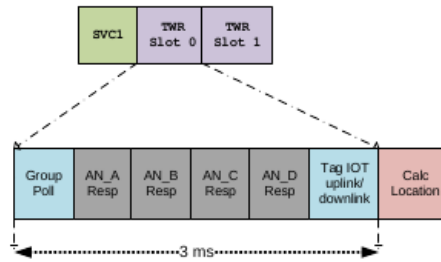 SVC1
TWR
Slot 0
TWR
Slot 1
Group
Poll
AN_A
Resp
AN_B
Resp
AN_C
Resp
AN_D
Resp
Tag IOT
uplink/
downlink
Calc
Location
3 ms